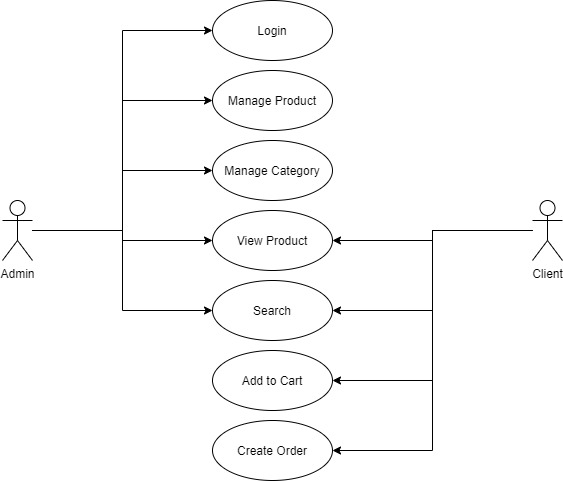 Login
Manage Product
Manage Category
View Product
Admin
Client
Search
Add to Cart
Create Order